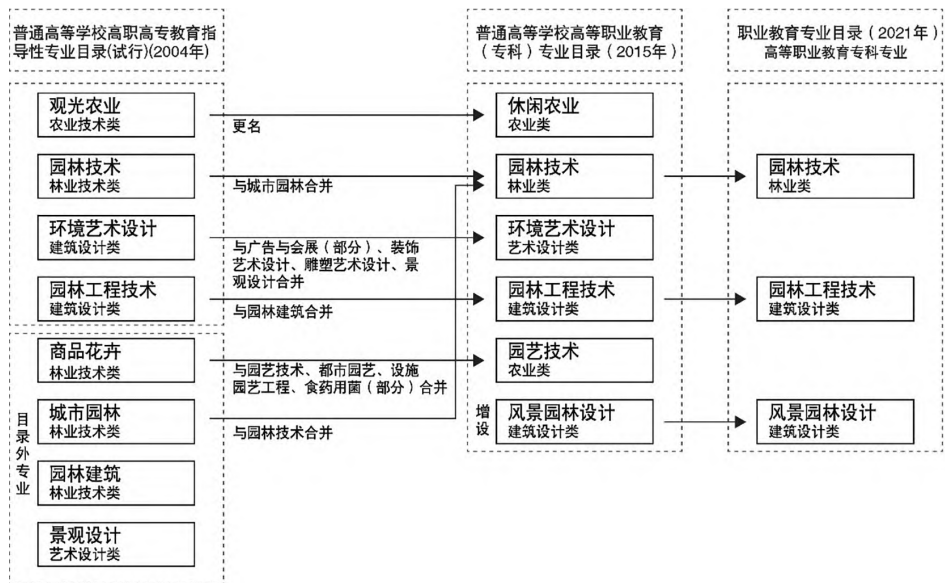 普通高等学校高职高专教育指
导性专业目录(试行)(2004年)
普通高等学校高等职业教育
（专科）专业目录（2015年）
职业教育专业目录（2021年）
高等职业教育专科专业
观光农业
农业技术类
更名
休闲农业
农业类
园林技术
林业技术类
与城市园林合并
园林技术
林业类
园林技术
林业类
环境艺术设计
建筑设计类
与广告与会展（部分）、装饰
艺术设计、雕塑艺术设计、景
观设计合并
环境艺术设计
艺术设计类
园林工程技术
建筑设计类
与园林建筑合并
园林工程技术
建筑设计类
园林工程技术
建筑设计类
商品花卉
林业技术类
与园艺技术、都市园艺、设施
园艺工程、食药用菌（部分）合并
园艺技术
农业类
目录外专业
城市园林
林业技术类
与园林技术合并
增设
风景园林设计
建筑设计类
风景园林设计
建筑设计类
园林建筑
林业技术类
景观设计
艺术设计类